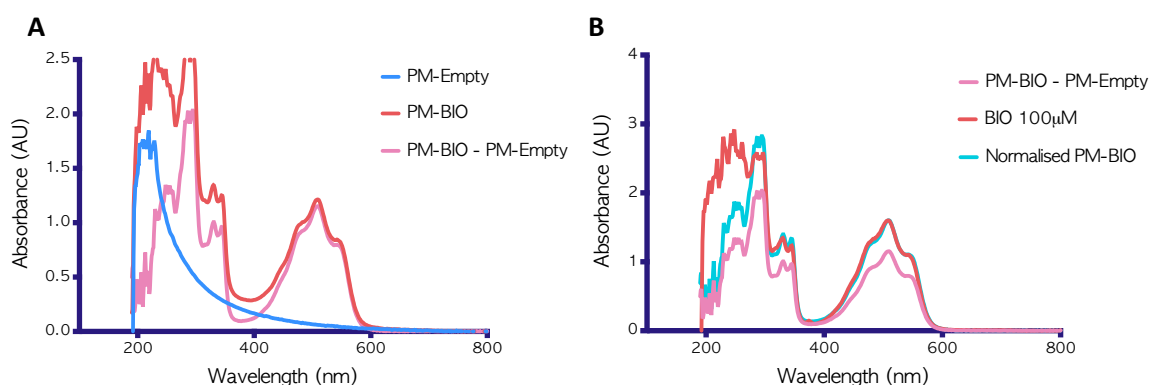 A
2.5
2.0
1.5
1.0
0.5
0.0
200
400
600
800
Absorbance (AU)
Wavelength (nm)
PM-Empty
PM-BIO
PM-BIO - PM-Empty
B
4
3
2
1
0
200
400
600
800
Absorbance (AU)
Wavelength (nm)
PM-BIO - PM-Empty
BIO 100μM
Normalised PM-BIO